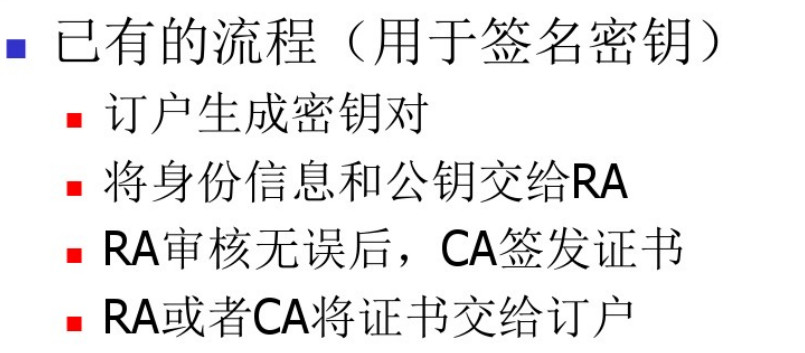 已有的流程（用于签名密钥）
订户生成密钥对
将身份信息和公钥交给RA
RA审核无误后，CA签发证书
RA或者CA将证书交给订户